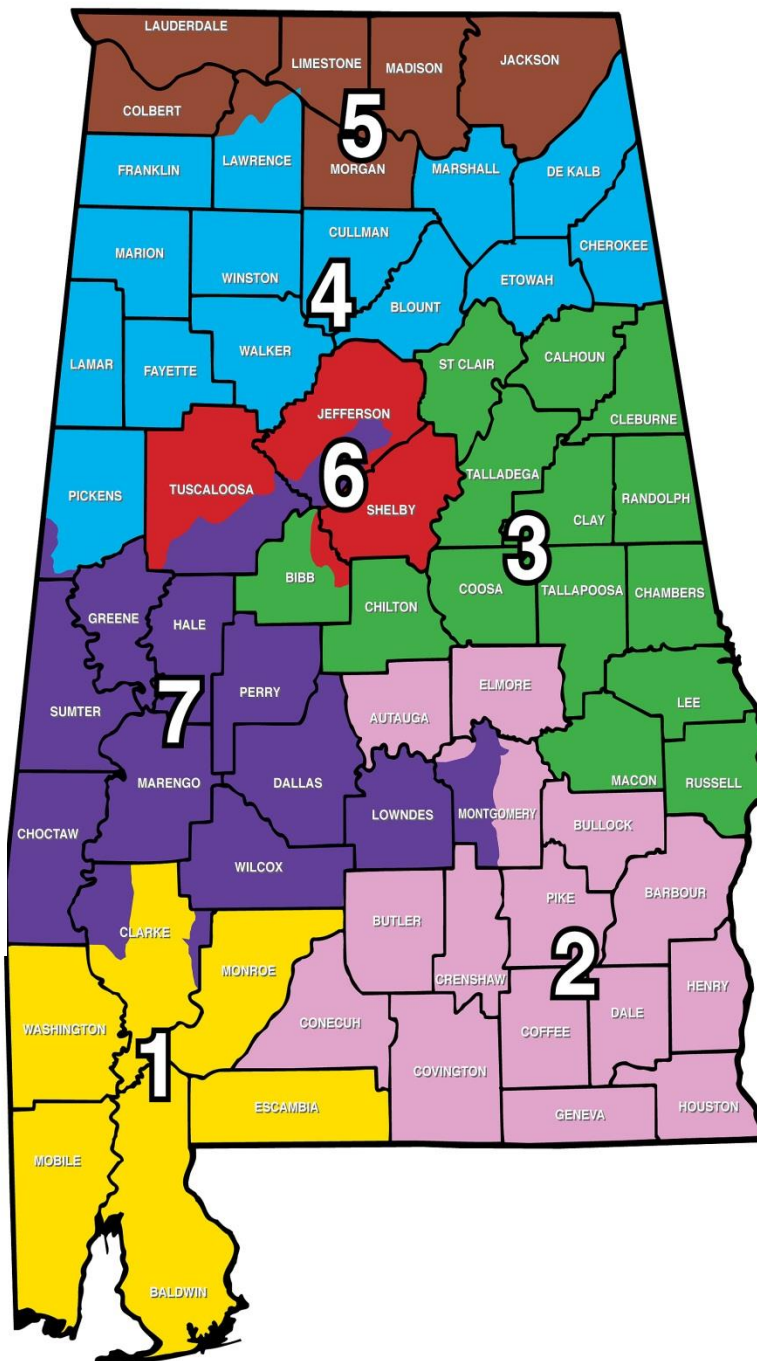 LAUDERDALE
LIMESTONE
MADISON
JACKSON
COLBERT
5
FRANKLIN
LAWRENCE
MORGAN
MARSHALL
DE KALB
MARION
WINSTON
CULLMAN
CHEROKEE
ETOWAH
4
BLOUNT
LAMAR
FAYETTE
WALKER
ST CLAIR
CALHOUN
JEFFERSON
CLEBURNE
PICKENS
TUSCALOOSA
6
SHELBY
TALLADEGA
RANDOLPH
CLAY
3
BIBB
CHILTON
COOSA
TALLAPOOSA
CHAMBERS
GREENE
HALE
PERRY
ELMORE
LEE
SUMTER
7
AUTAUGA
MARENGO
DALLAS
MACON
RUSSELL
CHOCTAW
LOWNDES
MONTGOMERY
BULLOCK
WILCOX
CLARKE
BUTLER
PIKE
BARBOUR
MONROE
CRENSHAW
2
HENRY
WASHINGTON
1
CONECUH
COFFEE
DALE
COVINGTON
ESCAMBIA
GENEVA
HOUSTON
MOBILE
BALDWIN